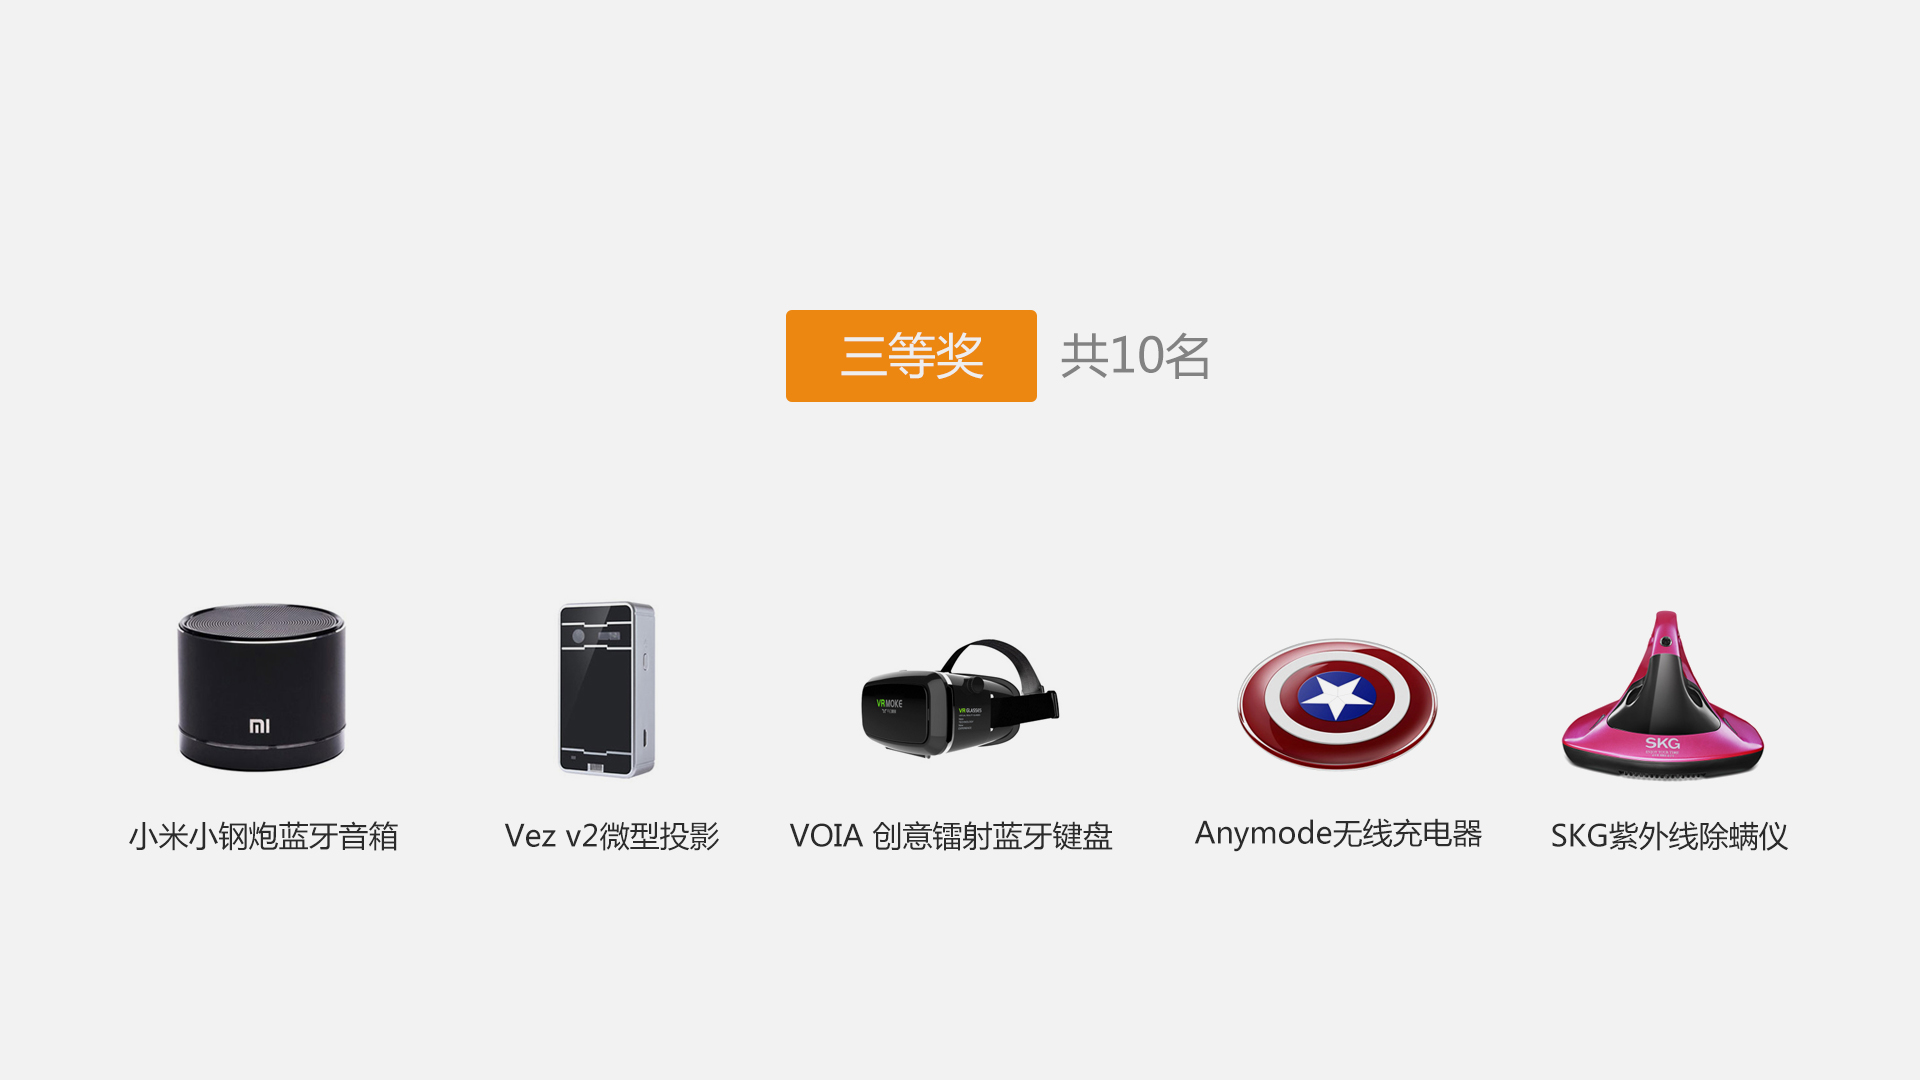 三等奖 共10名
MI
VRMOKE
VR GLASSES
SKG
小米小钢炮蓝牙音箱
Vez v2微型投影
VOIA 创意镭射蓝牙键盘
Anymode无线充电器
SKG紫外线除螨仪